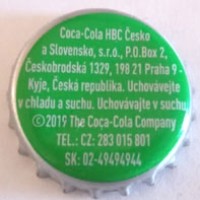 Coca-Cola HBC Česko
a Slovensko, s.r.o., P.O.Box 2,
Českobrodská 1329, 198 21 Praha 9 -
Kyje, Česká republika. Uchovávejte
v chladu a suchu. Uchovávajte v suchu
© 2019 The Coca-Cola Company
TEL.: CZ: 283 015 801
SK: 02-49494944